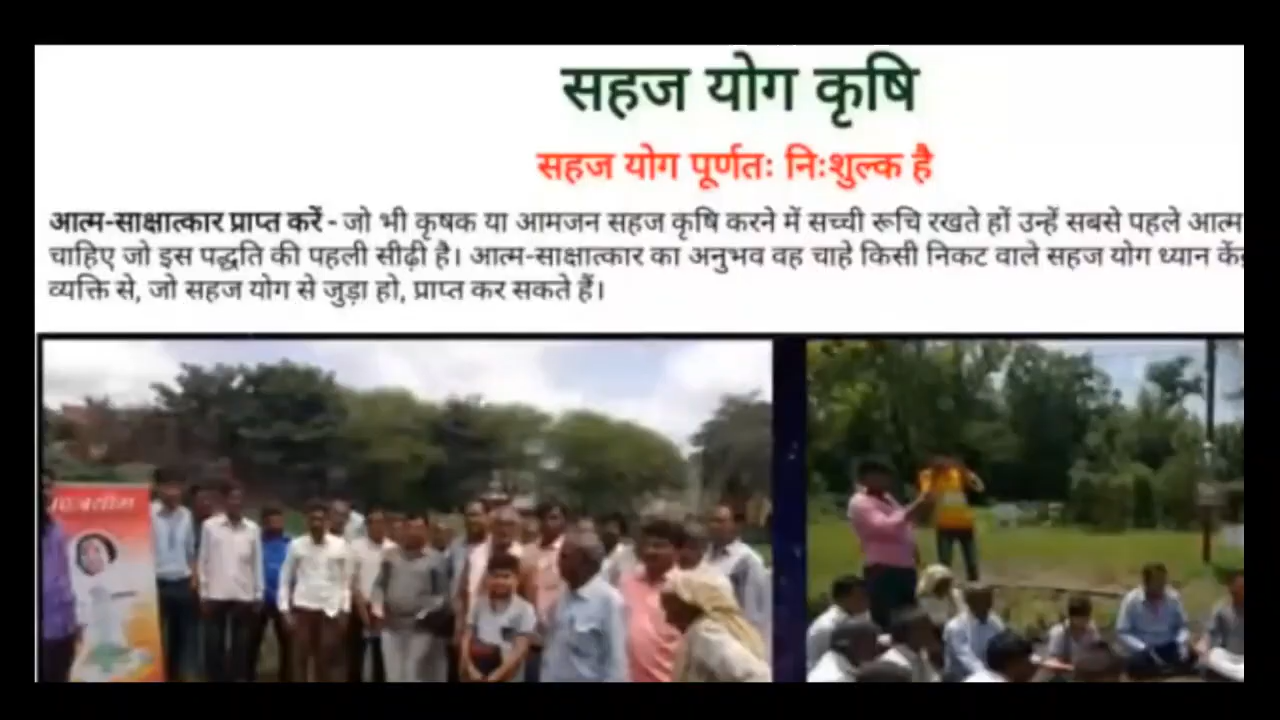 सहज योग कृषि
सहज योग पूर्णतः निःशुल्क है
आत्म-साक्षात्कार प्राप्त करें - जो भी कृषक या आमजन सहज कृषि करने में सच्ची रूचि रखते हों उन्हें सबसे पहले आत्म
चाहिए जो इस पद्धति की पहली सीढ़ी है। आत्म-साक्षात्कार का अनुभव वह चाहे किसी निकट वाले सहज योग ध्यान
व्यक्ति से, जो सहज योग से जुड़ा हो, प्राप्त कर सकते हैं।